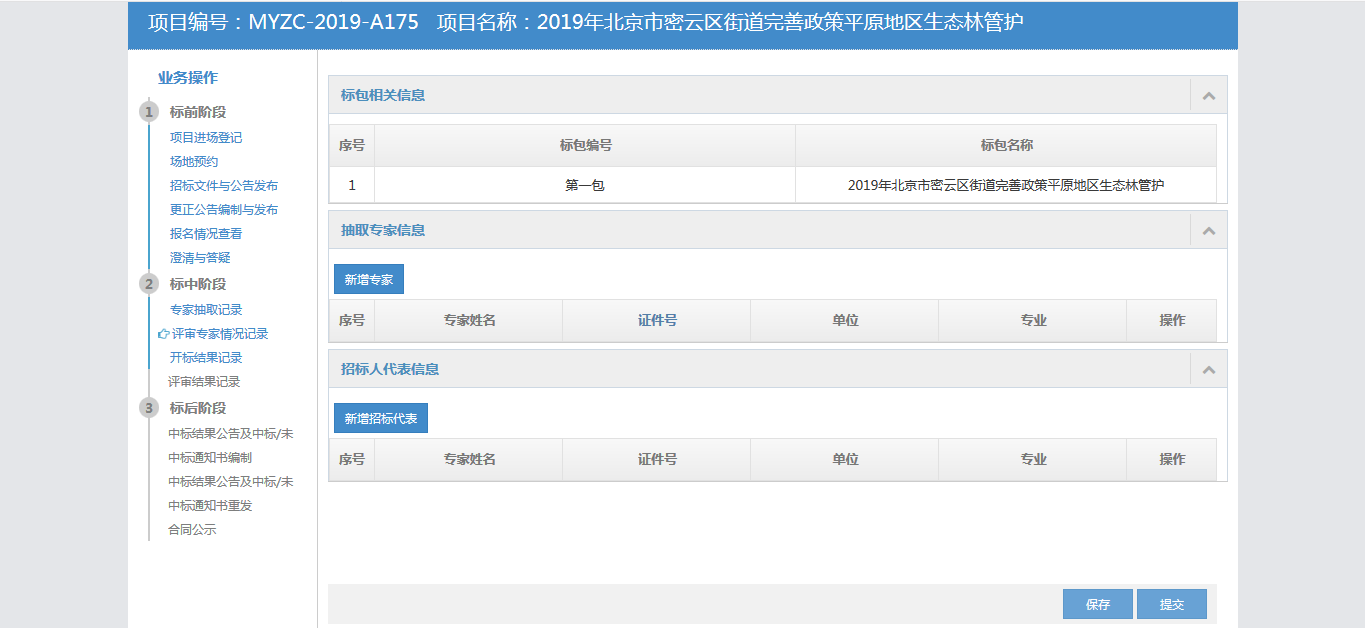 项目编号：MYZC-2019-A175 项目名称：2019年北京市密云区街道完善政策平原地区生态林管护
业务操作
1 标前阶段
项目进场登记
场地预约
招标文件与公告发布
更正公告编制与发布
报名情况查看
澄清与答疑
2 标中阶段
专家抽取记录
评审专家情况记录
开标结果记录
评审结果记录
3 标后阶段
中标结果公告及中标/未
中标通知书编制
中标结果公告及中标/未
中标通知书重发
合同公示
标包相关信息
序号 标包编号 标包名称
1 第一包 2019年北京市密云区街道完善政策平原地区生态林管护
抽取专家信息
新增专家
序号 专家姓名 证件号 单位 专业 操作
招标人代表信息
新增招标代表
序号 专家姓名 证件号 单位 专业 操作
保存 提交